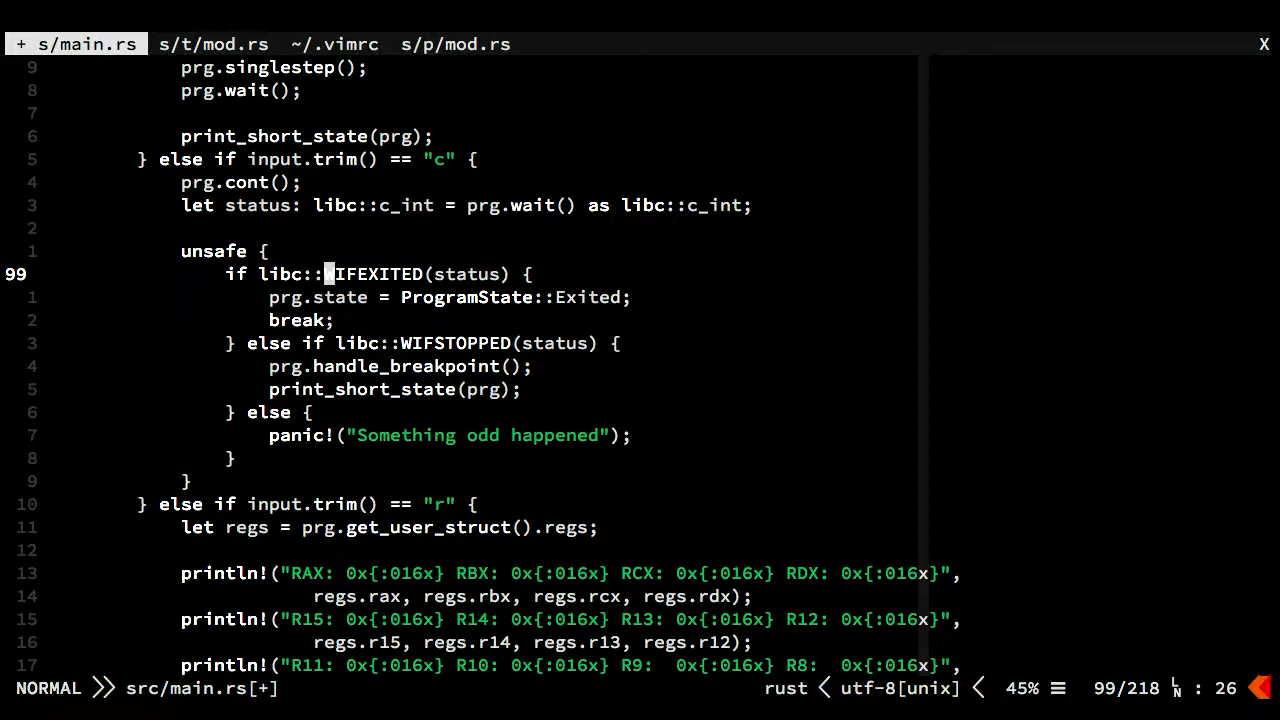 + s/main.rs s/t/mod.rs ~/.vimrc s/p/mod.rs X
9 prg.singlestep();
8 prg.wait();
7
6 print_short_state(prg);
5 } else if input.trim() == "c" {
4 prg.cont();
3 let status: libc::c_int = prg.wait() as libc::c_int;
2
1 unsafe {
99 if libc::WIFEXITED(status) {
1 prg.state = ProgramState::Exited;
2 break;
3 } else if libc::WIFSTOPPED(status) {
4 prg.handle_breakpoint();
5 print_short_state(prg);
6 } else {
7 panic!("Something odd happened");
8 }
9 }
10 } else if input.trim() == "r" {
11 let regs = prg.get_user_struct().regs;
12
13 println!("RAX: 0x{:016x} RBX: 0x{:016x} RCX: 0x{:016x} RDX: 0x{:016x}",
14 regs.rax, regs.rbx, regs.rcx, regs.rdx);
15 println!("R15: 0x{:016x} R14: 0x{:016x} R13: 0x{:016x} R12: 0x{:016x}",
16 regs.r15, regs.r14, regs.r13, regs.r12);
17 println!("R11: 0x{:016x} R10: 0x{:016x} R9:  0x{:016x} R8:  0x{:016x}",
NORMAL src/main.rs[+] rust utf-8[unix] 45% ☰ 99/218 LN : 26